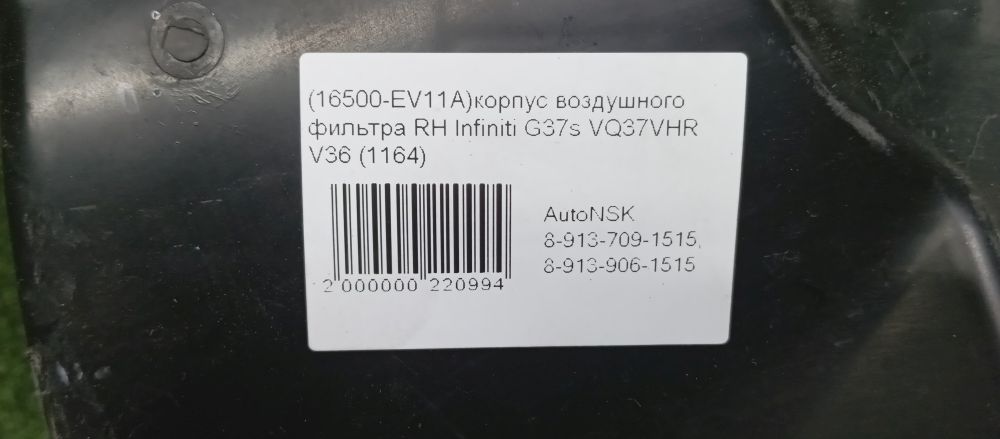 (16500-EV11A)корпус воздушного
фильтра RH Infiniti G37s VQ37VHR
V36 (1164)
AutoNSK
8-913-709-1515,
8-913-906-1515
2 000000 220994